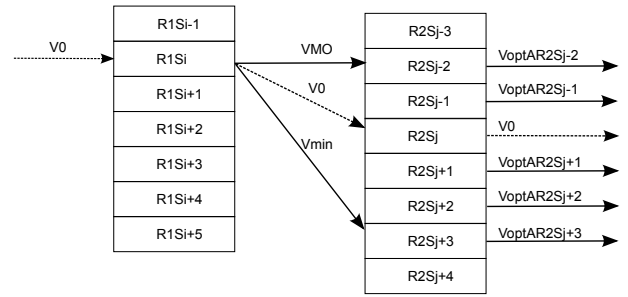 V0
R1Si-1
R1Si
R1Si+1
R1Si+2
R1Si+3
R1Si+4
R1Si+5
VMO
V0
Vmin
R2Sj-3
R2Sj-2
R2Sj-1
R2Sj
R2Sj+1
R2Sj+2
R2Sj+3
R2Sj+4
VoptAR2Sj-2
VoptAR2Sj-1
V0
VoptAR2Sj+1
VoptAR2Sj+2
VoptAR2Sj+3